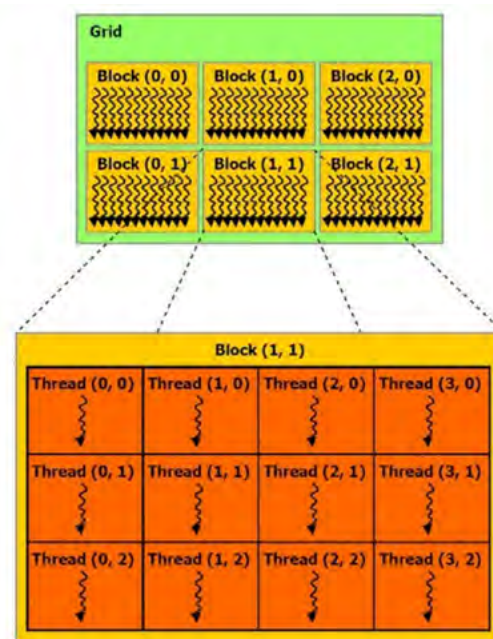 Grid
Block (0, 0) Block (1, 0) Block (2, 0)
Block (0, 1) Block (1, 1) Block (2, 1)
Block (1, 1)
Thread (0, 0) Thread (1, 0) Thread (2, 0) Thread (3, 0)
Thread (0, 1) Thread (1, 1) Thread (2, 1) Thread (3, 1)
Thread (0, 2) Thread (1, 2) Thread (2, 2) Thread (3, 2)